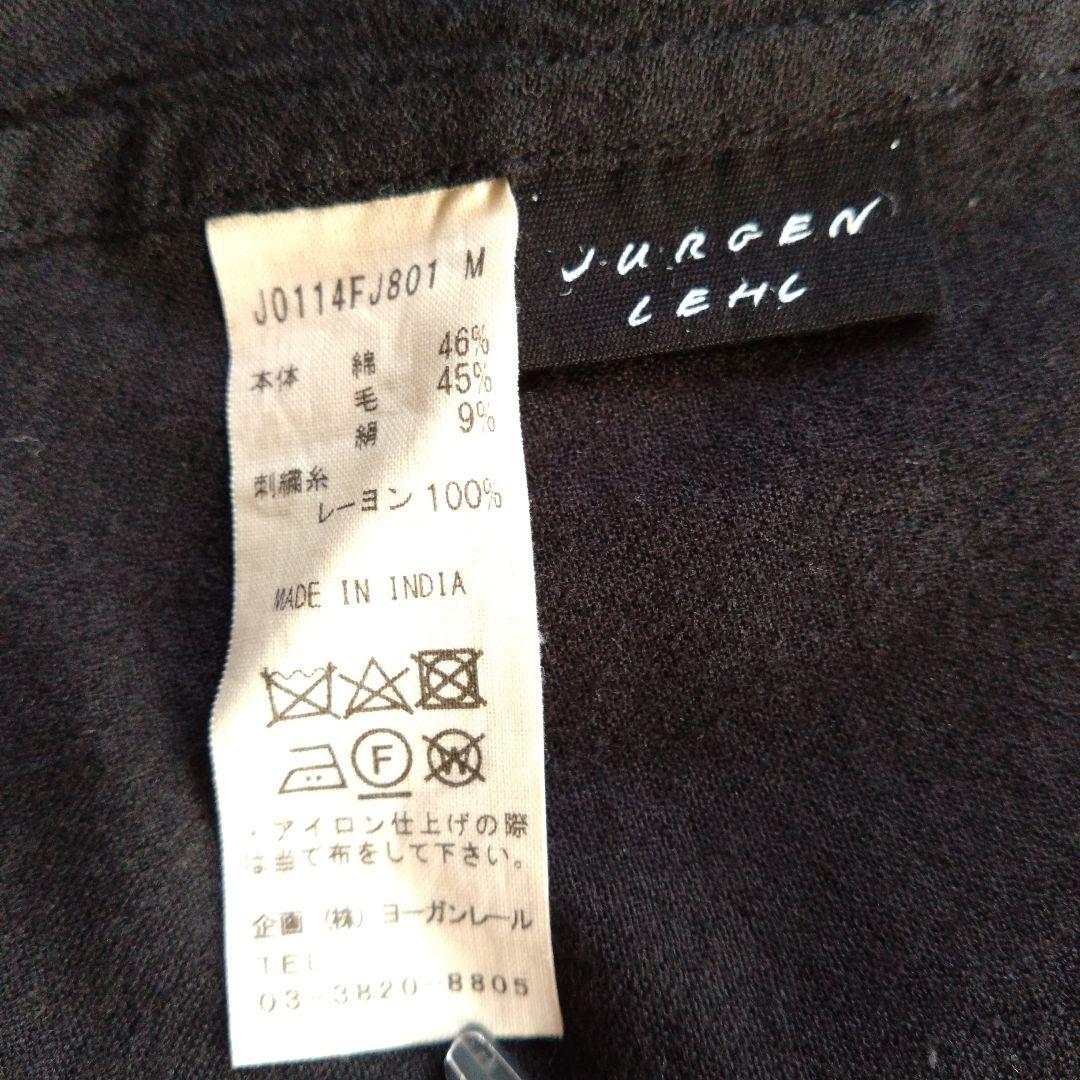 J0114FJ801 M
本体 綿 46%
毛 45%
絹 9%
刺繍糸
レーヨン 100%
MADE IN INDIA
F
W
・アイロン仕上げの際
は当て布をして下さい。
企画 (株) ヨーガンレール
TEL
03-3820-8805
JURGEN
LEHL